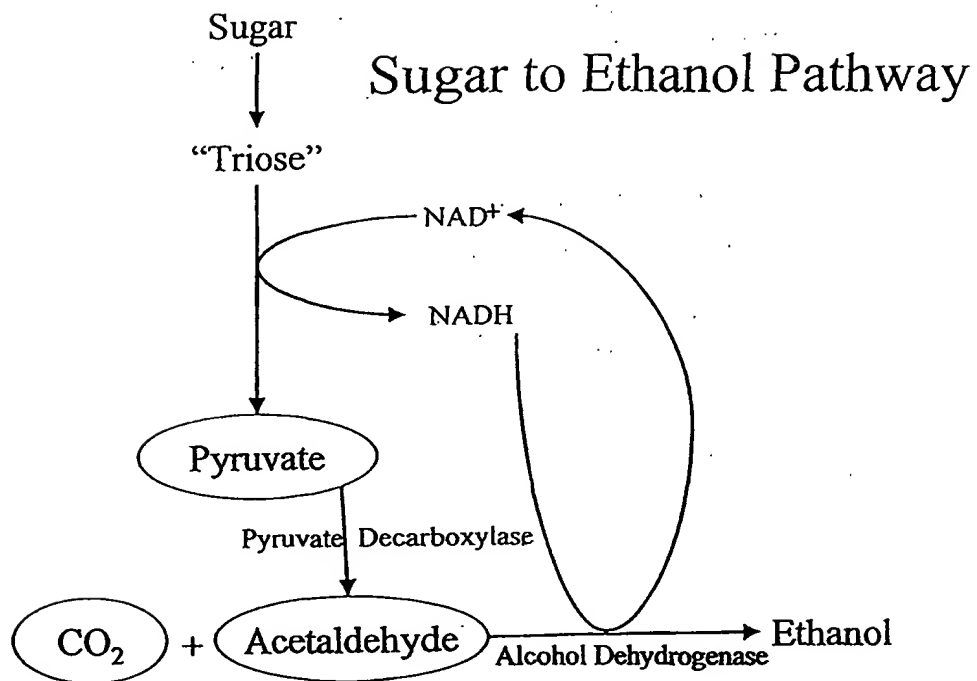 Sugar
Sugar to Ethanol Pathway
“Triose”
NAD⁺
NADH
Pyruvate
Pyruvate Decarboxylase
CO₂ + Acetaldehyde
Alcohol Dehydrogenase
Ethanol